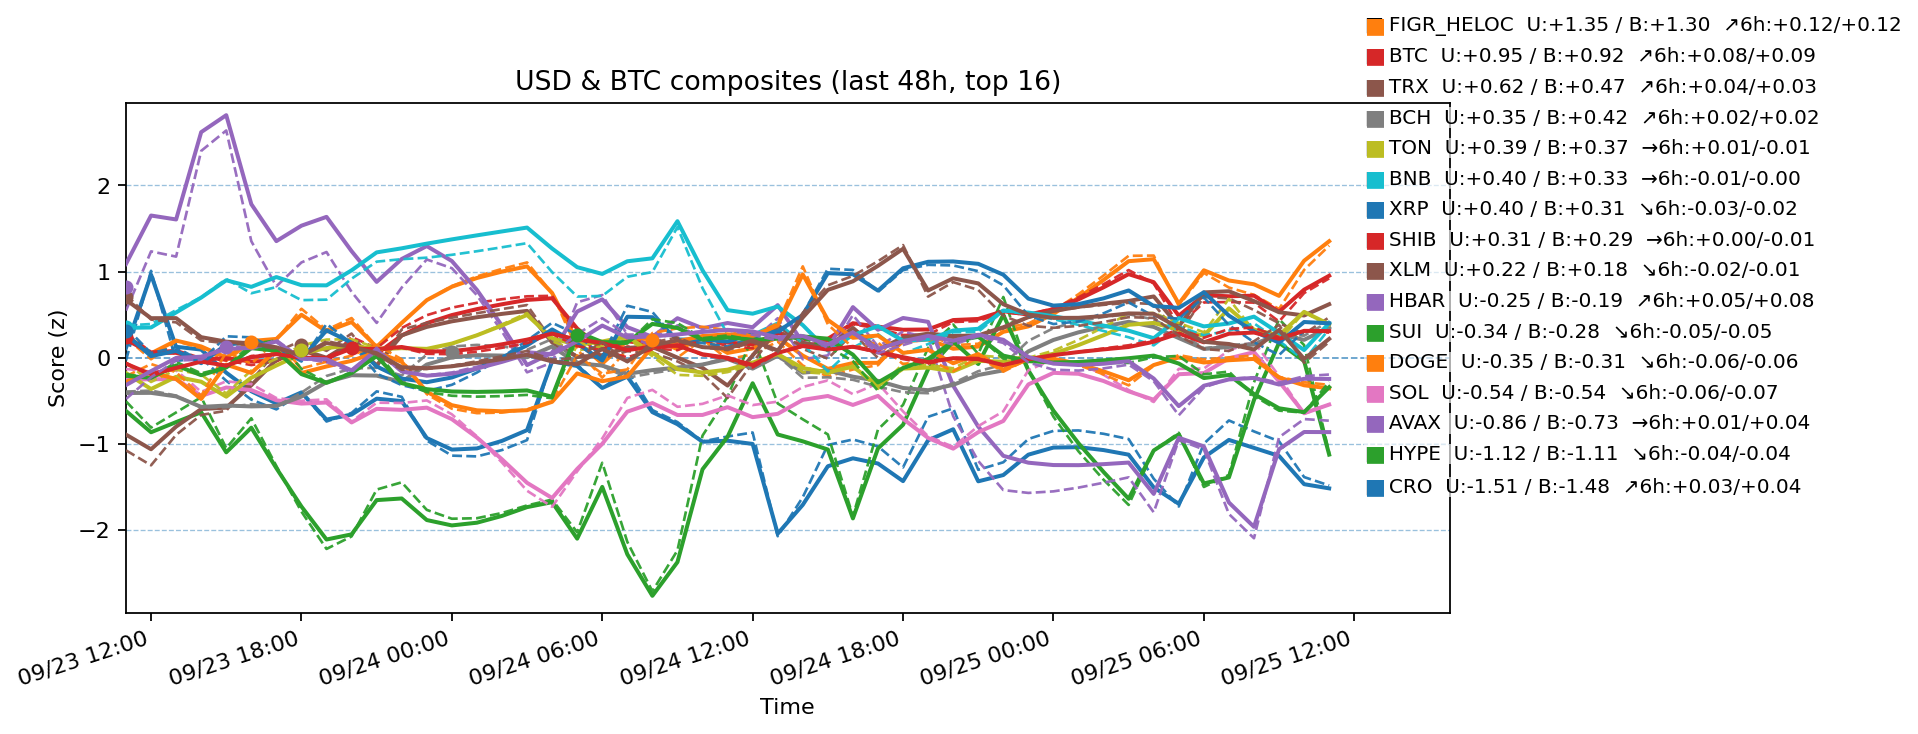 USD & BTC composites (last 48h, top 16)
FIGR_HELOC U:+1.35 / B:+1.30 ↗6h:+0.12/+0.12
BTC U:+0.95 / B:+0.92 ↗6h:+0.08/+0.09
TRX U:+0.62 / B:+0.47 ↗6h:+0.04/+0.03
BCH U:+0.35 / B:+0.42 ↗6h:+0.02/+0.02
TON U:+0.39 / B:+0.37 →6h:+0.01/-0.01
BNB U:+0.40 / B:+0.33 →6h:-0.01/-0.00
XRP U:+0.40 / B:+0.31 ↘6h:-0.03/-0.02
SHIB U:+0.31 / B:+0.29 →6h:+0.00/-0.01
XLM U:+0.22 / B:+0.18 ↘6h:-0.02/-0.01
HBAR U:-0.25 / B:-0.19 ↗6h:+0.05/+0.08
SUI U:-0.34 / B:-0.28 ↘6h:-0.05/-0.05
DOGE U:-0.35 / B:-0.31 ↘6h:-0.06/-0.06
SOL U:-0.54 / B:-0.54 ↘6h:-0.06/-0.07
AVAX U:-0.86 / B:-0.73 →6h:+0.01/+0.04
HYPE U:-1.12 / B:-1.11 ↘6h:-0.04/-0.04
CRO U:-1.51 / B:-1.48 ↗6h:+0.03/+0.04
Score (z)
2
1
0
−1
−2
09/23 12:00
09/23 18:00
09/24 00:00
09/24 06:00
09/24 12:00
09/24 18:00
09/25 00:00
09/25 06:00
09/25 12:00
Time